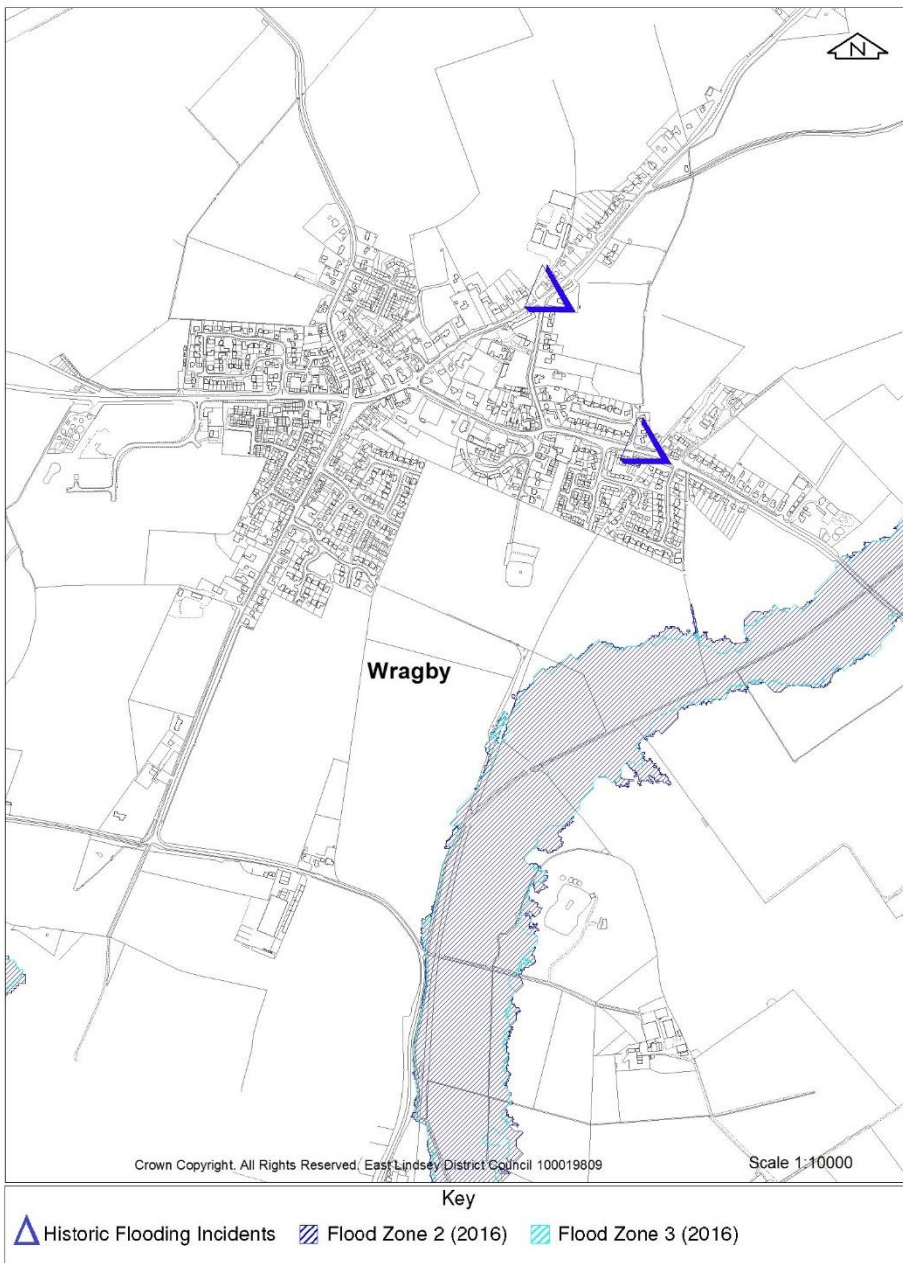 N
Wragby
Crown Copyright. All Rights Reserved. East Lindsey District Council 100019809
Scale 1:10000
Key
Historic Flooding Incidents Flood Zone 2 (2016) Flood Zone 3 (2016)